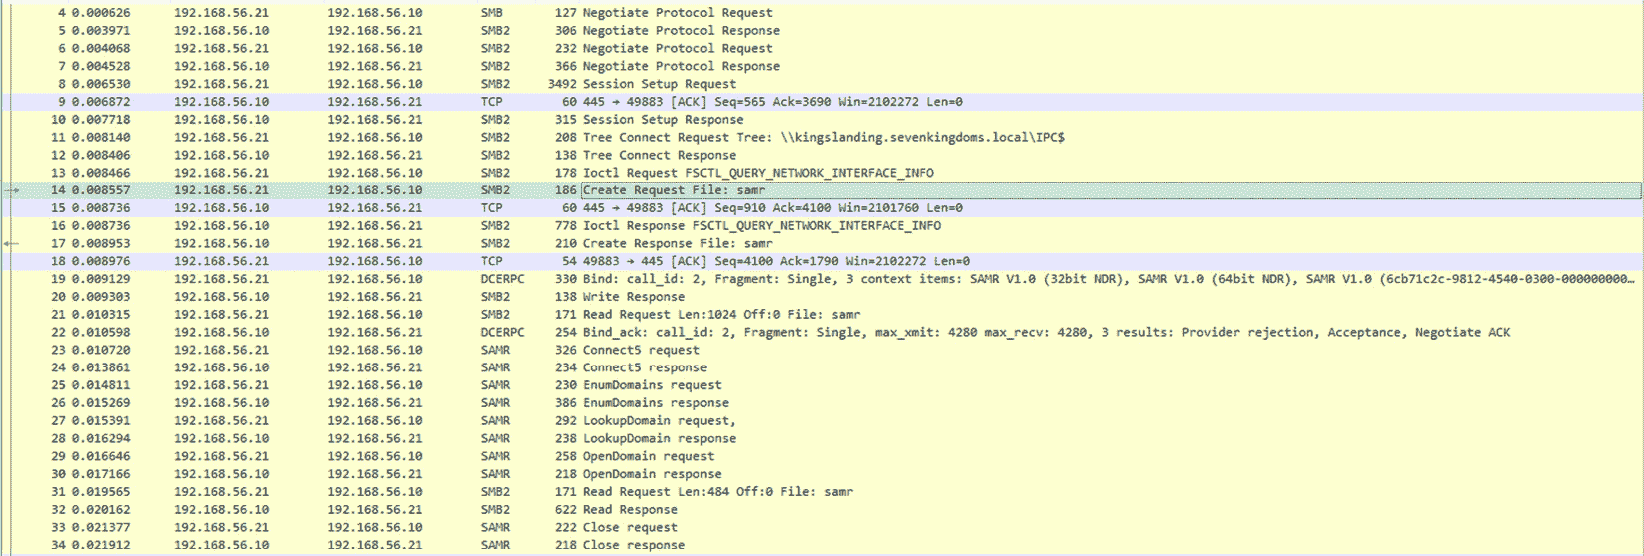 4 0.000626 192.168.56.21 192.168.56.10 SMB 127 Negotiate Protocol Request
5 0.003971 192.168.56.10 192.168.56.21 SMB2 306 Negotiate Protocol Response
6 0.004068 192.168.56.21 192.168.56.10 SMB2 232 Negotiate Protocol Request
7 0.004528 192.168.56.10 192.168.56.21 SMB2 366 Negotiate Protocol Response
8 0.006530 192.168.56.21 192.168.56.10 SMB2 3492 Session Setup Request
9 0.006872 192.168.56.10 192.168.56.21 TCP 60 445 → 49883 [ACK] Seq=565 Ack=3690 Win=2102272 Len=0
10 0.007718 192.168.56.10 192.168.56.21 SMB2 315 Session Setup Response
11 0.008140 192.168.56.21 192.168.56.10 SMB2 208 Tree Connect Request Tree: \\kingslanding.sevenkingdoms.local\IPC$
12 0.008406 192.168.56.10 192.168.56.21 SMB2 138 Tree Connect Response
13 0.008466 192.168.56.21 192.168.56.10 SMB2 178 Ioctl Request FSCTL_QUERY_NETWORK_INTERFACE_INFO
14 0.008557 192.168.56.21 192.168.56.10 SMB2 186 Create Request File: samr
15 0.008736 192.168.56.10 192.168.56.21 TCP 60 445 → 49883 [ACK] Seq=910 Ack=4100 Win=2101760 Len=0
16 0.008736 192.168.56.10 192.168.56.21 SMB2 778 Ioctl Response FSCTL_QUERY_NETWORK_INTERFACE_INFO
17 0.008953 192.168.56.10 192.168.56.21 SMB2 210 Create Response File: samr
18 0.008976 192.168.56.21 192.168.56.10 TCP 54 49883 → 445 [ACK] Seq=4100 Ack=1790 Win=2102272 Len=0
19 0.009129 192.168.56.21 192.168.56.10 DCERPC 330 Bind: call_id: 2, Fragment: Single, 3 context items: SAMR V1.0 (32bit NDR), SAMR V1.0 (64bit NDR), SAMR V1.0 (6cb71c2c-9812-4540-0300-000000000…
20 0.009303 192.168.56.10 192.168.56.21 SMB2 138 Write Response
21 0.010315 192.168.56.21 192.168.56.10 SMB2 171 Read Request Len:1024 Off:0 File: samr
22 0.010598 192.168.56.10 192.168.56.21 DCERPC 254 Bind_ack: call_id: 2, Fragment: Single, max_xmit: 4280 max_recv: 4280, 3 results: Provider rejection, Acceptance, Negotiate ACK
23 0.010720 192.168.56.21 192.168.56.10 SAMR 326 Connect5 request
24 0.013861 192.168.56.10 192.168.56.21 SAMR 234 Connect5 response
25 0.014811 192.168.56.21 192.168.56.10 SAMR 230 EnumDomains request
26 0.015269 192.168.56.10 192.168.56.21 SAMR 386 EnumDomains response
27 0.015391 192.168.56.21 192.168.56.10 SAMR 292 LookupDomain request,
28 0.016294 192.168.56.10 192.168.56.21 SAMR 238 LookupDomain response
29 0.016646 192.168.56.21 192.168.56.10 SAMR 258 OpenDomain request
30 0.017166 192.168.56.10 192.168.56.21 SAMR 218 OpenDomain response
31 0.019565 192.168.56.21 192.168.56.10 SMB2 171 Read Request Len:484 Off:0 File: samr
32 0.020162 192.168.56.10 192.168.56.21 SMB2 622 Read Response
33 0.021377 192.168.56.21 192.168.56.10 SAMR 222 Close request
34 0.021912 192.168.56.10 192.168.56.21 SAMR 218 Close response